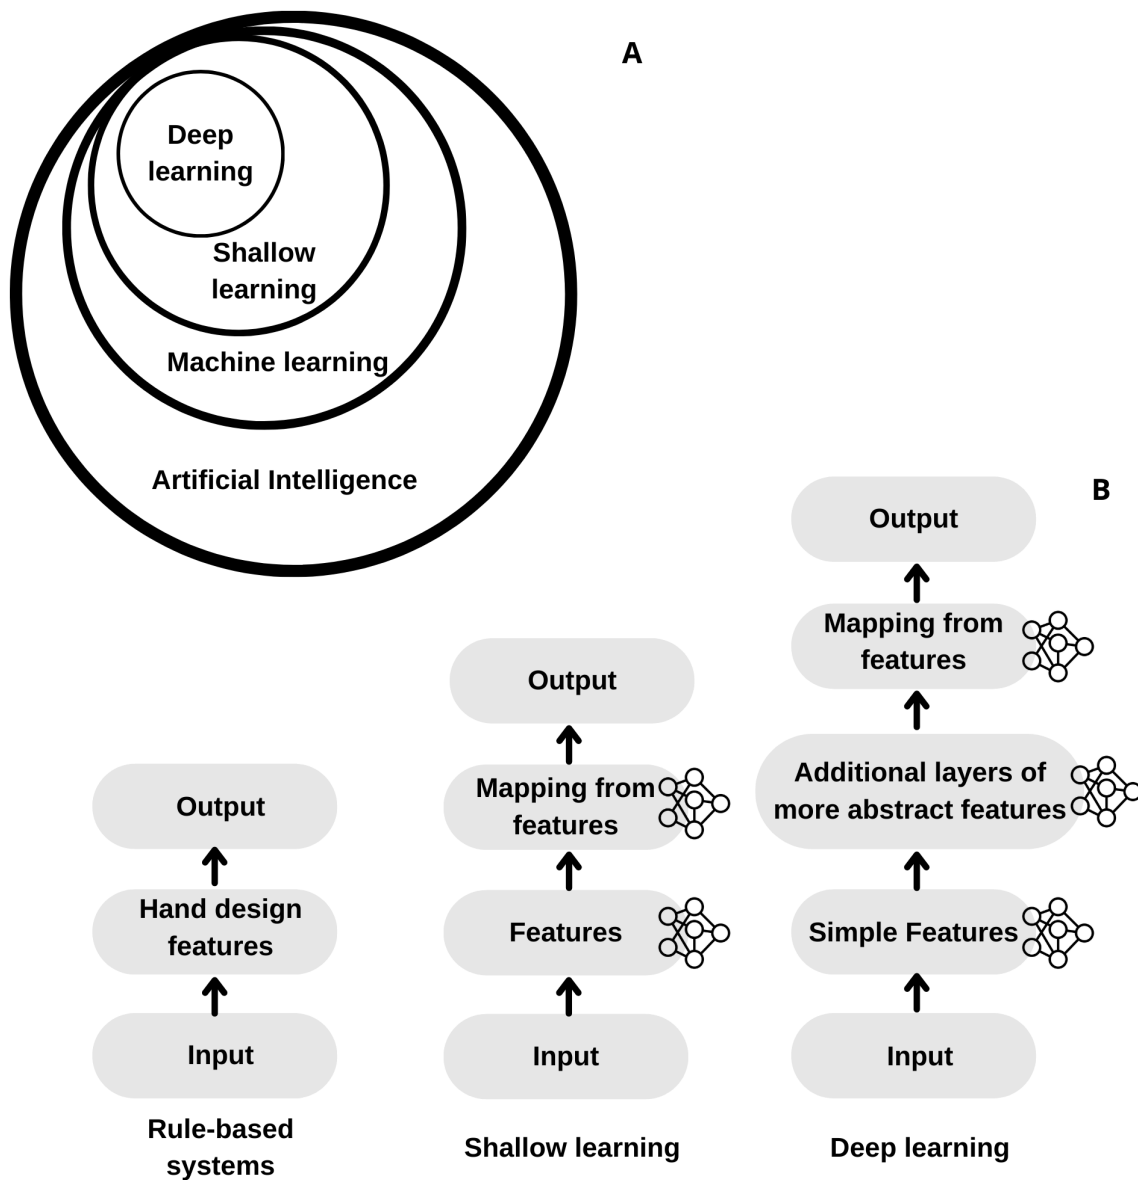 A
Deep
learning
Shallow
learning
Machine learning
Artificial Intelligence
B
Output
Hand design
features
Input
Rule-based
systems
Output
Mapping from
features
Features
Input
Shallow learning
Output
Mapping from
features
Additional layers of
more abstract features
Simple Features
Input
Deep learning